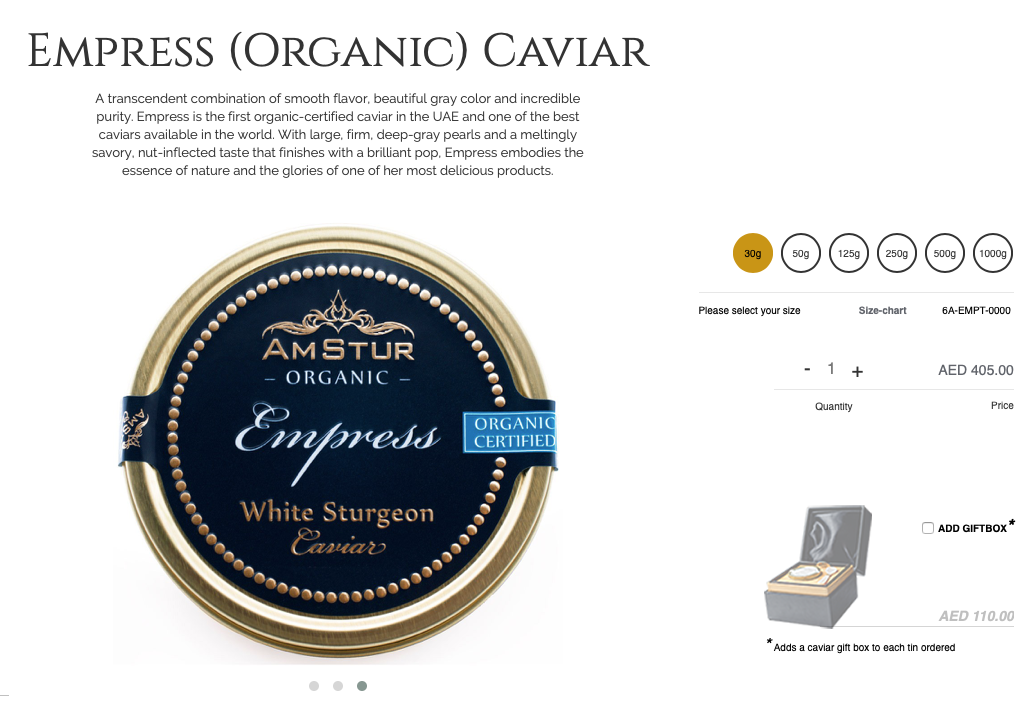 EMPRESS (ORGANIC) CAVIAR
A transcendent combination of smooth flavor, beautiful gray color and incredible
purity. Empress is the first organic-certified caviar in the UAE and one of the best
caviars available in the world. With large, firm, deep-gray pearls and a meltingly
savory, nut-inflected taste that finishes with a brilliant pop, Empress embodies the
essence of nature and the glories of one of her most delicious products.
AMSTUR
– ORGANIC –
Empress
ORGANIC
CERTIFIED
White Sturgeon
Caviar
30g 50g 125g 250g 500g 1000g
Please select your size Size-chart 6A-EMPT-0000
- 1 + AED 405.00
Quantity Price
ADD GIFTBOX*
AED 110.00
* Adds a caviar gift box to each tin ordered